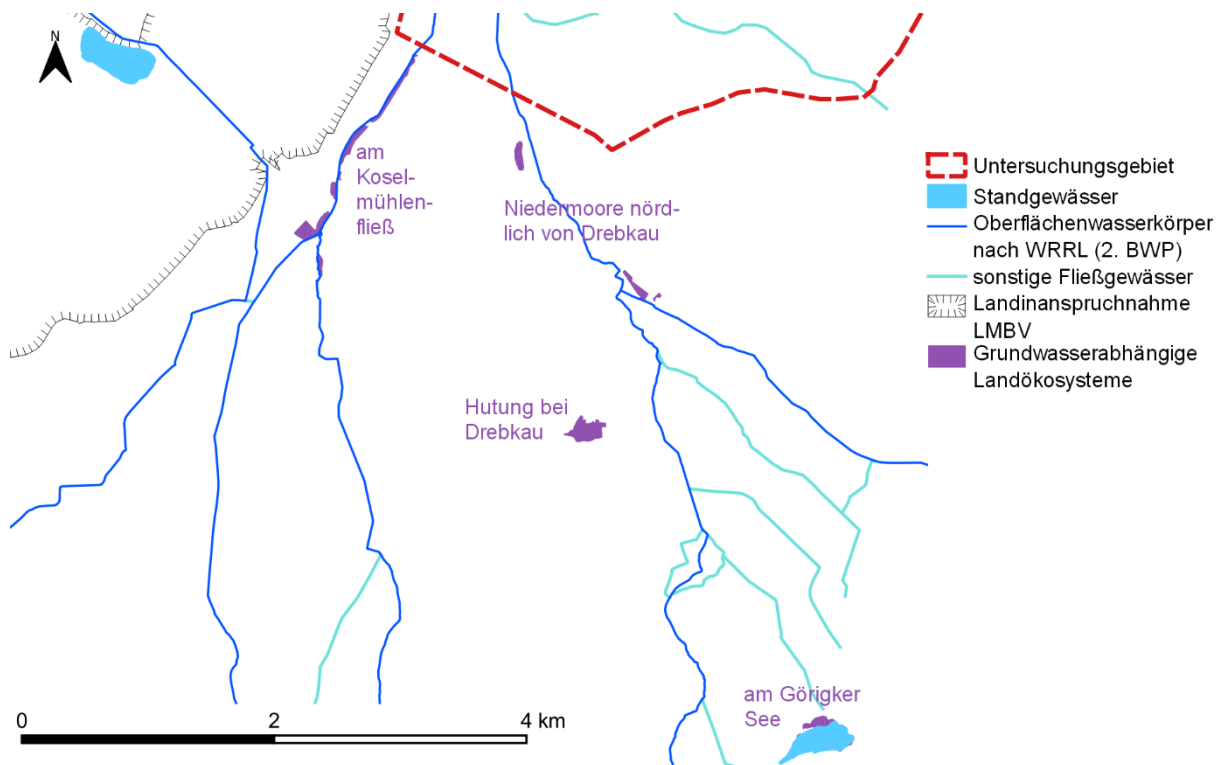 N
am
Kosel-
mühlen-
fließ
Niedermoore nörd-
lich von Drebkau
Hutung bei
Drebkau
am Görigker
See
0 2 4 km
Untersuchungsgebiet
Standgewässer
Oberflächenwasserkörper
nach WRRL (2. BWP)
sonstige Fließgewässer
Landinanspruchnahme
LMBV
Grundwasserabhängige
Landökosysteme